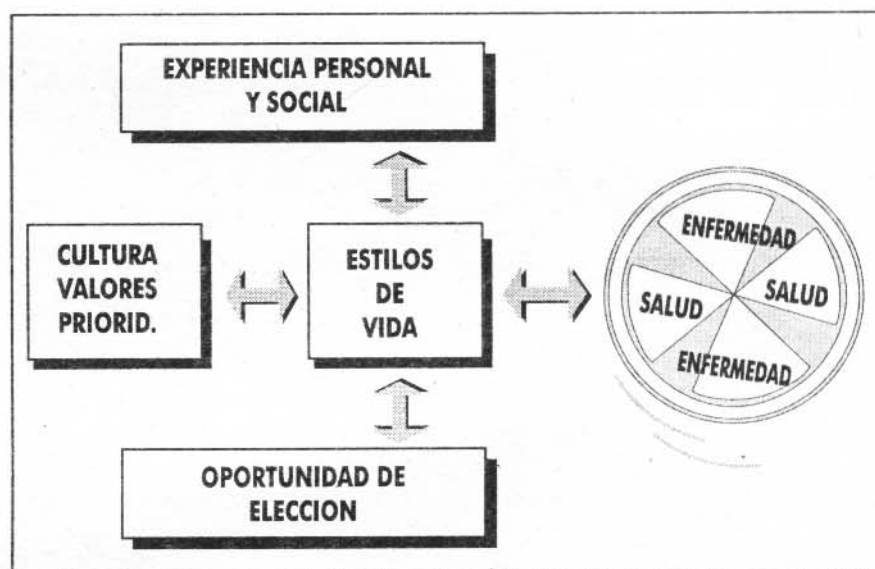 EXPERIENCIA PERSONAL
Y SOCIAL
CULTURA
VALORES
PRIORID.
ESTILOS
DE
VIDA
ENFERMEDAD
SALUD
SALUD
ENFERMEDAD
OPORTUNIDAD DE
ELECCION